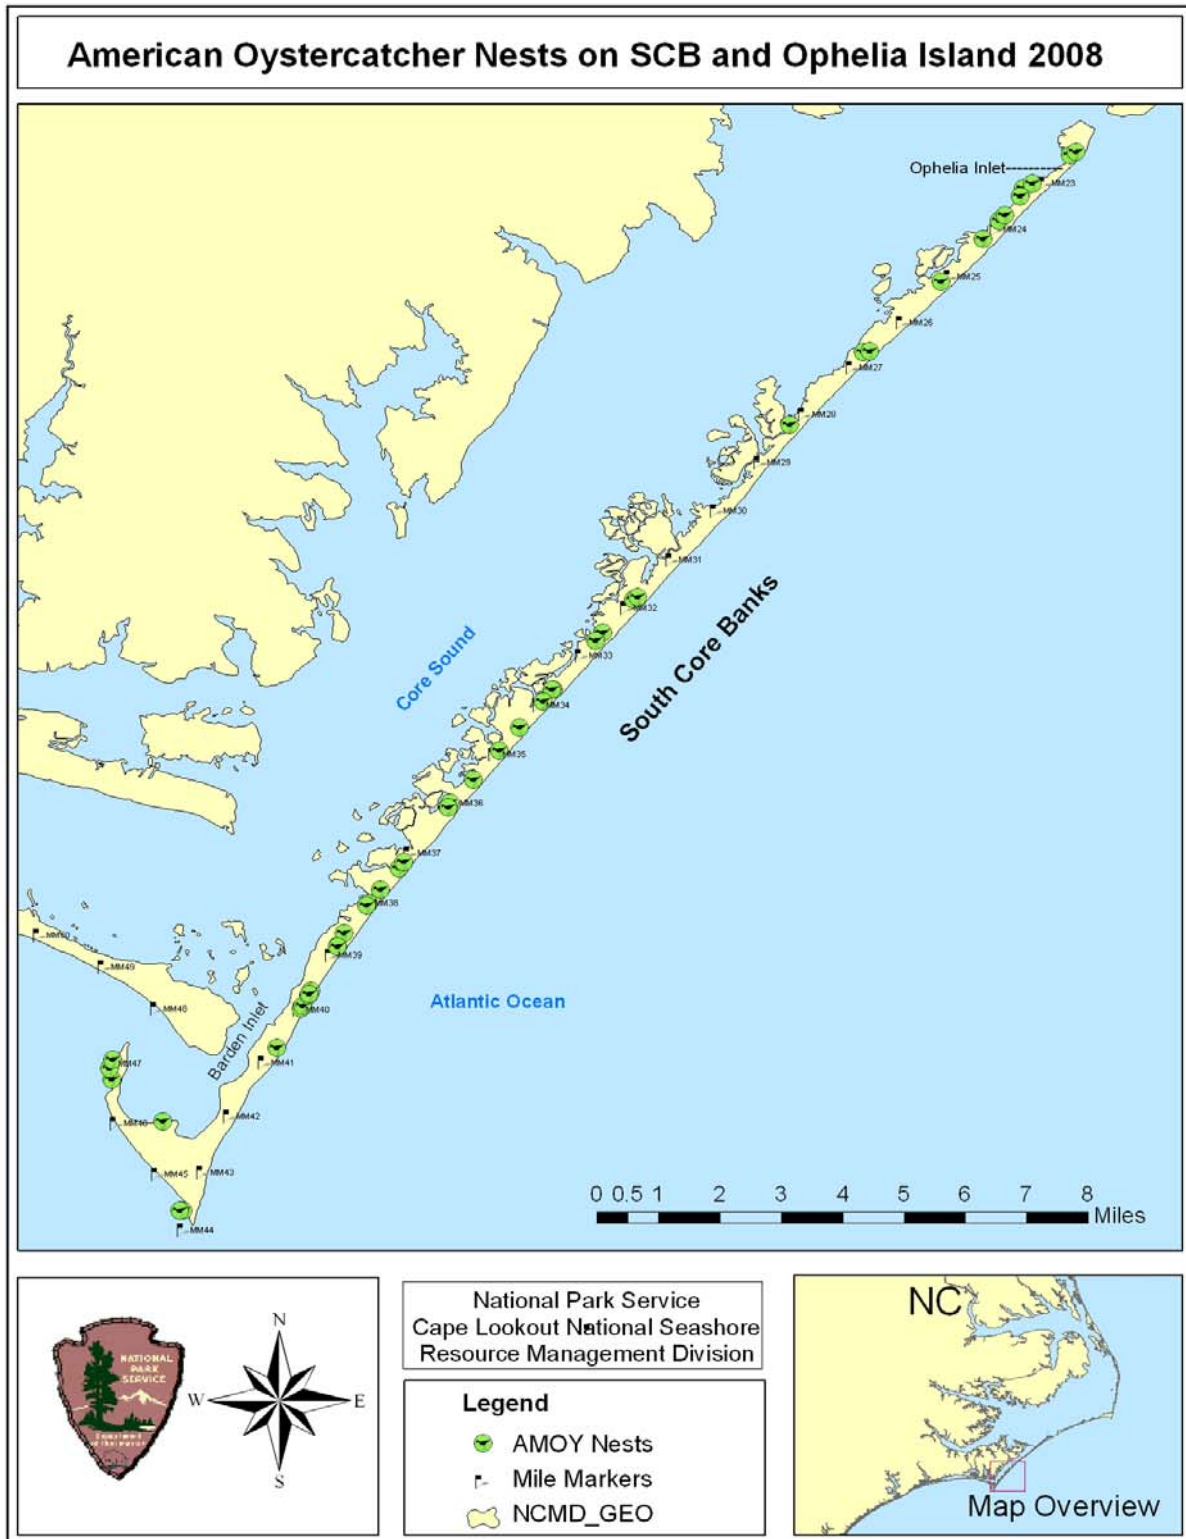 American Oystercatcher Nests on SCB and Ophelia Island 2008
Ophelia Inlet
MM23
MM24
MM25
MM26
MM27
MM28
MM29
MM30
MM31
MM32
MM33
MM34
MM35
MM36
MM37
MM38
MM39
MM40
MM41
MM42
MM43
MM44
MM45
MM46
MM47
MM48
MM49
MM50
Core Sound
South Core Banks
Atlantic Ocean
Barden Inlet
0 0.5 1 2 3 4 5 6 7 8
Miles
NATIONAL
PARK
SERVICE
N
W E
S
National Park Service
Cape Lookout National Seashore
Resource Management Division
Legend
AMOY Nests
Mile Markers
NCMD_GEO
NC
Map Overview